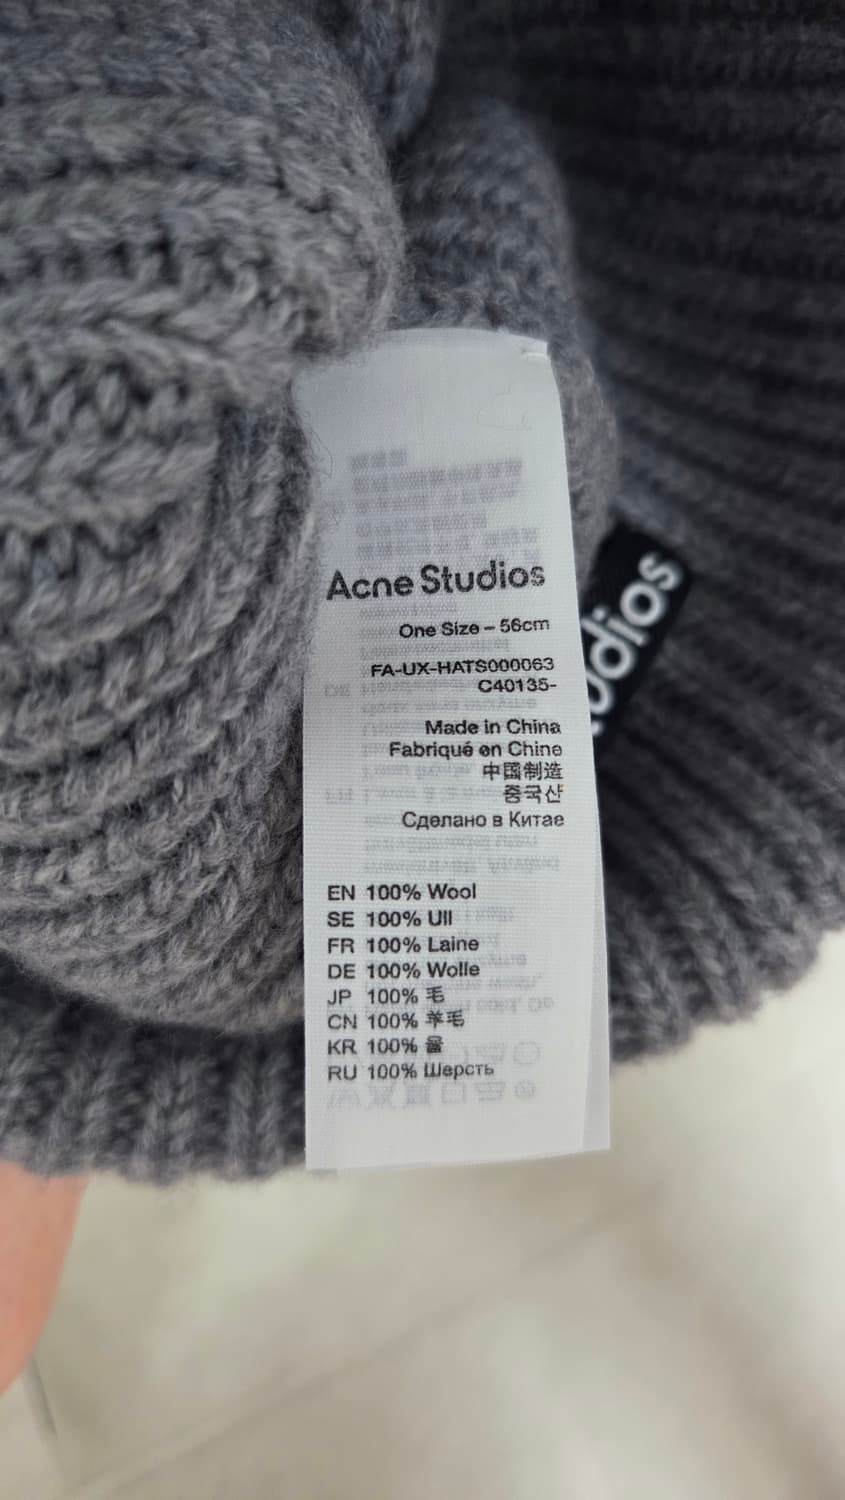 Acne Studios
One Size – 56cm
FA-UX-HATS000063
C40135-
Made in China
Fabriqué en Chine
中国制造
중국산
Сделано в Китае
EN 100% Wool
SE 100% Ull
FR 100% Laine
DE 100% Wolle
JP 100% 毛
CN 100% 羊毛
KR 100% 울
RU 100% Шерсть
udios